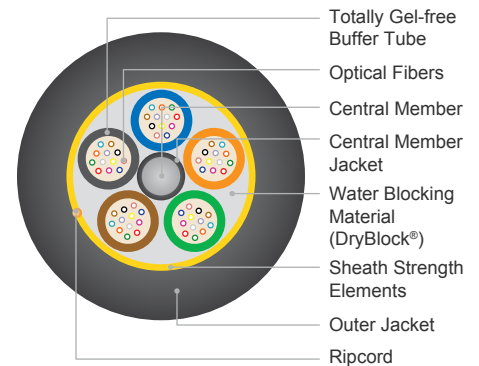 Totally Gel-free
Buffer Tube
Optical Fibers
Central Member
Central Member
Jacket
Water Blocking
Material
(DryBlock®)
Sheath Strength
Elements
Outer Jacket
Ripcord